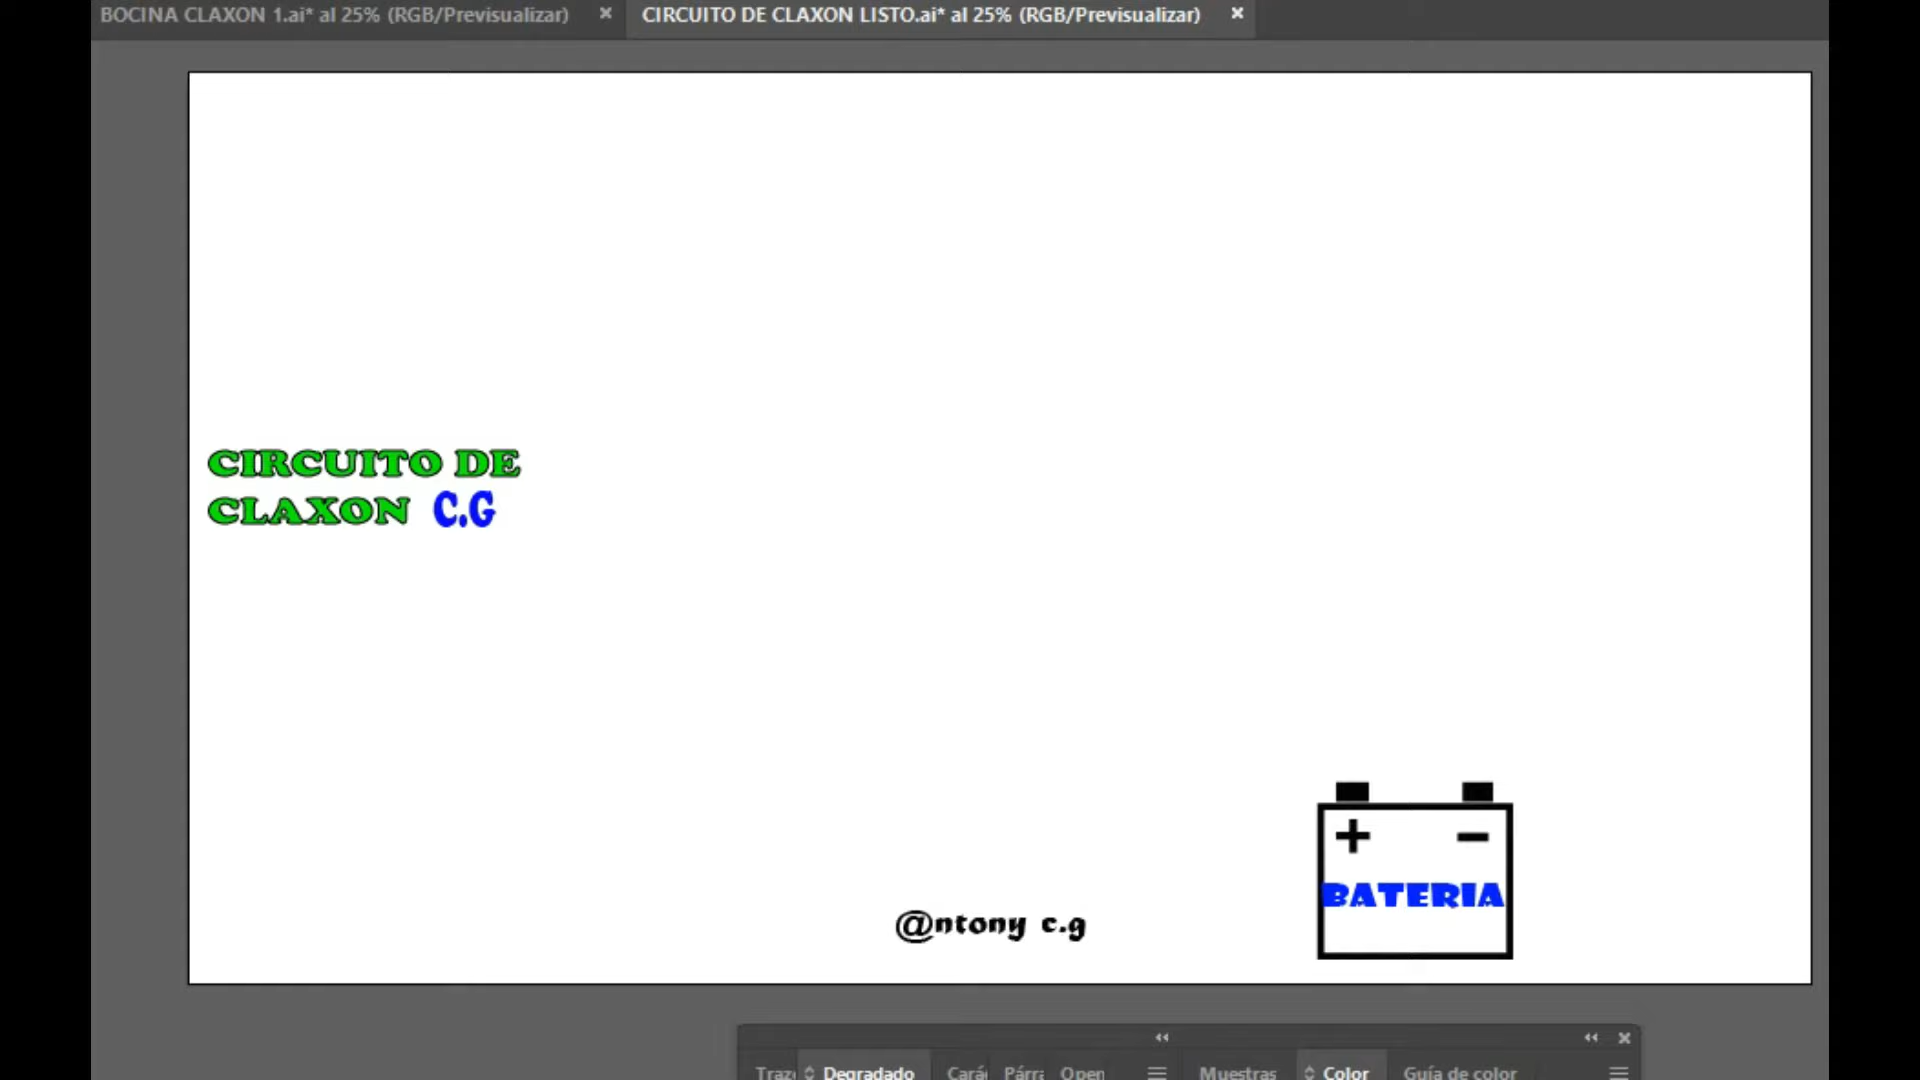 BOCINA CLAXON 1.ai* al 25% (RGB/Previsualizar) × CIRCUITO DE CLAXON LISTO.ai* al 25% (RGB/Previsualizar) ×
CIRCUITO DE
CLAXON C.G
+ −
BATERIA
@ntony c.g
Degradado Muestras Color Guía de color